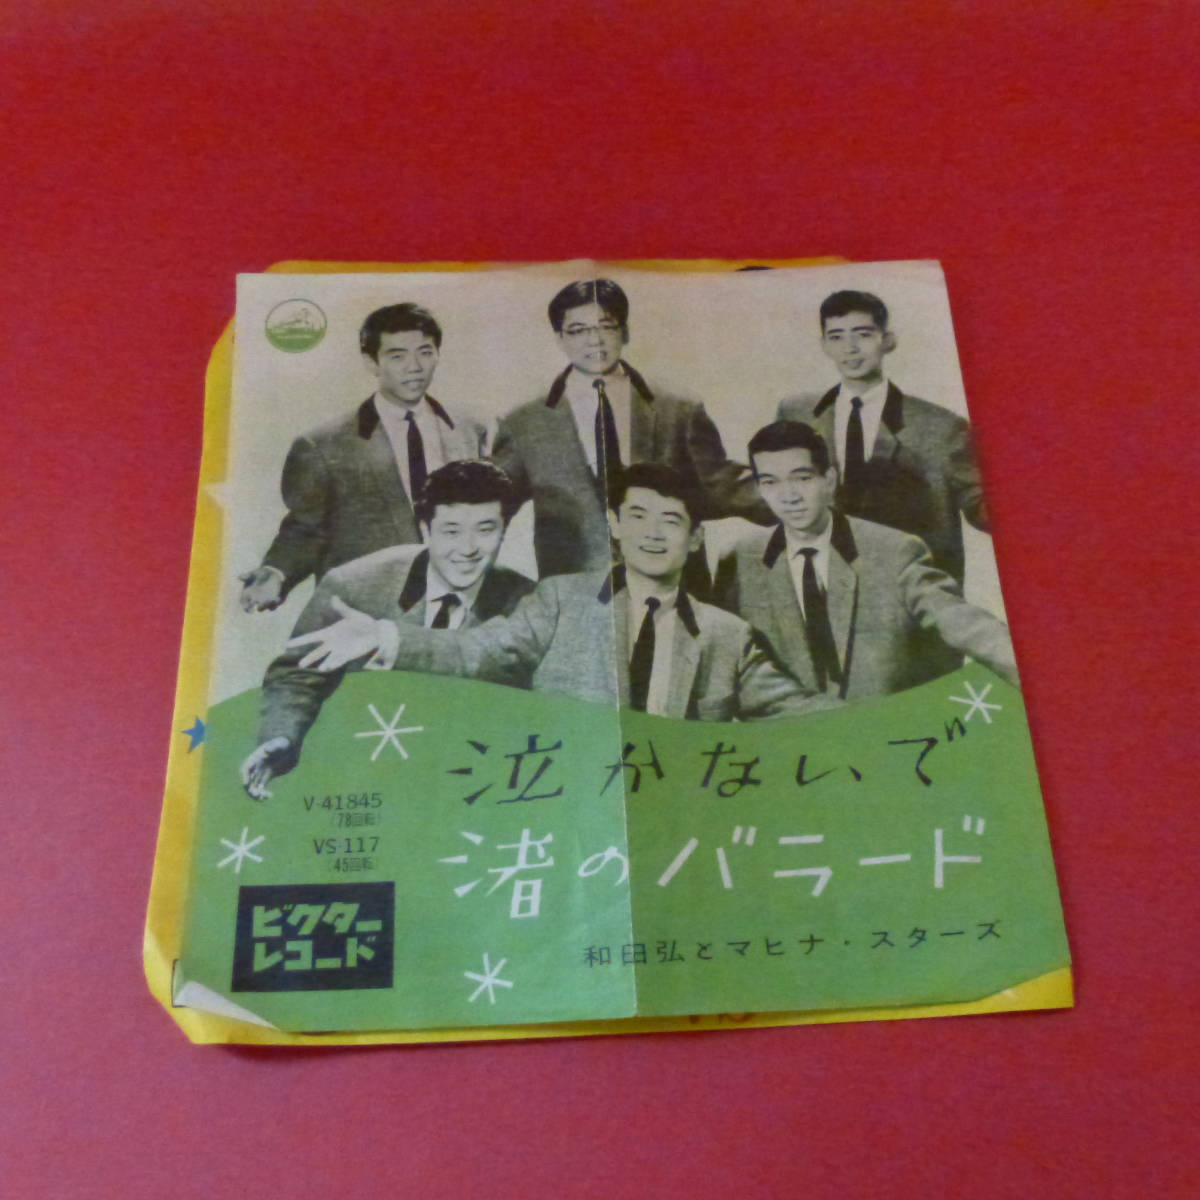 泣かないで
渚のバラード
和田弘とマヒナ・スターズ
V-41845
(78回転)
VS-117
(45回転)
ビクター
レコード